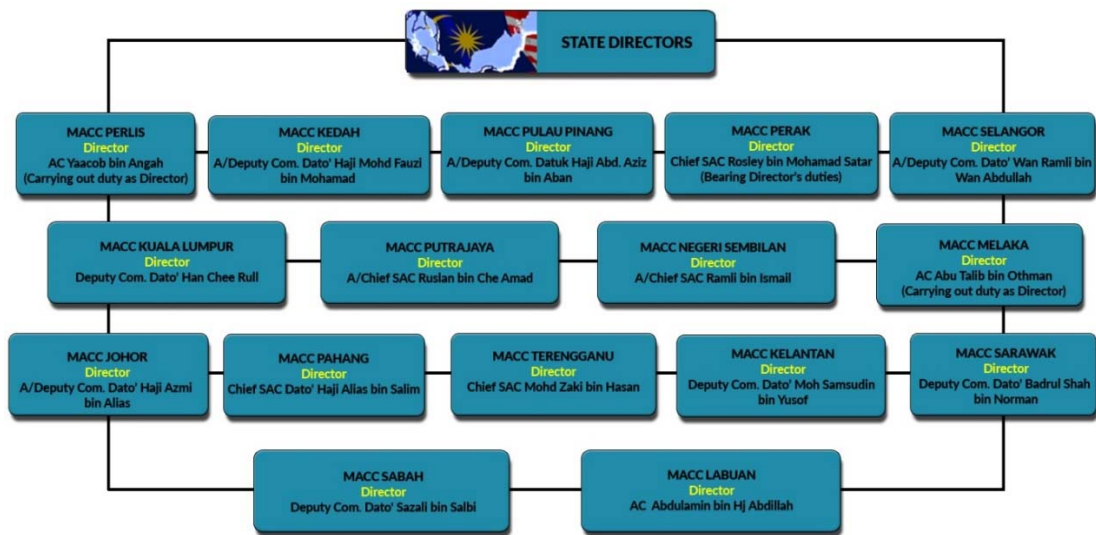 STATE DIRECTORS
MACC PERLIS
Director
AC Yaacob bin Angah
(Carrying out duty as Director)
MACC KEDAH
Director
A/Deputy Com. Dato' Haji Mohd Fauzi
bin Mohamad
MACC PULAU PINANG
Director
A/Deputy Com. Datuk Haji Abd. Aziz
bin Aban
MACC PERAK
Director
Chief SAC Rosley bin Mohamad Satar
(Bearing Director's duties)
MACC SELANGOR
Director
A/Deputy Com. Dato' Wan Ramli bin
Wan Abdullah
MACC KUALA LUMPUR
Director
Deputy Com. Dato' Han Chee Rull
MACC PUTRAJAYA
Director
A/Chief SAC Ruslan bin Che Amad
MACC NEGERI SEMBILAN
Director
A/Chief SAC Ramli bin Ismail
MACC MELAKA
Director
AC Abu Talib bin Othman
(Carrying out duty as Director)
MACC JOHOR
Director
A/Deputy Com. Dato' Haji Azmi
bin Alias
MACC PAHANG
Director
Chief SAC Dato' Haji Alias bin Salim
MACC TERENGGANU
Director
Chief SAC Mohd Zaki bin Hasan
MACC KELANTAN
Director
Deputy Com. Dato' Moh Samsudin
bin Yusof
MACC SARAWAK
Director
Deputy Com. Dato' Badrul Shah
bin Norman
MACC SABAH
Director
Deputy Com. Dato' Sazali bin Salbi
MACC LABUAN
Director
AC Abdulamin bin Hj Abdillah